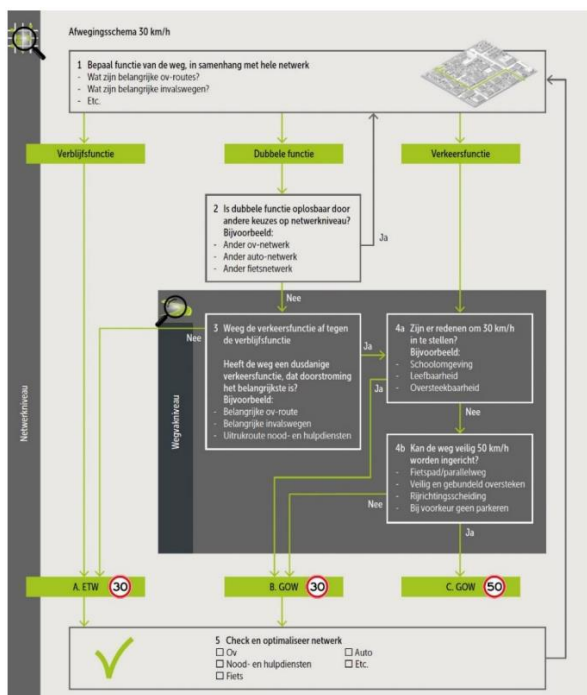 Afwegingsschema 30 km/h
1 Bepaal functie van de weg, in samenhang met hele netwerk
- Wat zijn belangrijke ov-routes?
- Wat zijn belangrijke invalswegen?
- Etc.
Verblijfsfunctie
Dubbele functie
Verkeersfunctie
2 Is dubbele functie oplosbaar door
andere keuzes op netwerkniveau?
Bijvoorbeeld:
- Ander ov-netwerk
- Ander auto-netwerk
- Ander fietsnetwerk
Ja
Nee
Netwerkniveau
Wegvakniveau
3 Weeg de verkeersfunctie af tegen
de verblijfsfunctie
Heeft de weg een dusdanige
verkeersfunctie, dat doorstroming
het belangrijkste is?
Bijvoorbeeld:
- Belangrijke ov-route
- Belangrijke invalswegen
- Uitrukroute nood- en hulpdiensten
Nee
Ja
4a Zijn er redenen om 30 km/h
in te stellen?
Bijvoorbeeld:
- Schoolomgeving
- Leefbaarheid
- Oversteekbaarheid
Ja
Nee
4b Kan de weg veilig 50 km/h
worden ingericht?
- Fietspad/parallelweg
- Veilig en gebundeld oversteken
- Rijrichtingsscheiding
- Bij voorkeur geen parkeren
Nee
Ja
A. ETW 30
B. GOW 30
C. GOW 50
5 Check en optimaliseer netwerk
Ov
Nood- en hulpdiensten
Fiets
Auto
Etc.